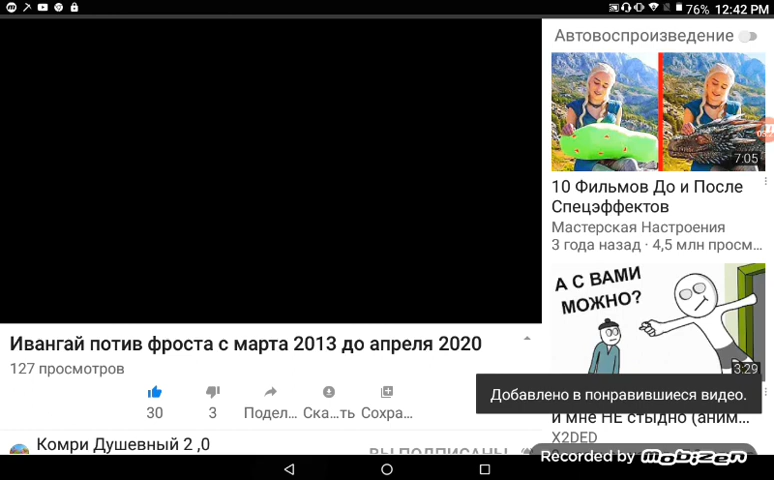 76% 12:42 PM
Автовоспроизведение
7:05
10 Фильмов До и После
Спецэффектов
Мастерская Настроения
3 года назад · 4,5 млн просм...
А С ВАМИ
МОЖНО?
3:29
Ивангай потив фроста с марта 2013 до апреля 2020
127 просмотров
30
3
Подел...
Ска...ть
Сохра...
Добавлено в понравившиеся видео.
и мне НЕ стыдно (аним...
X2DED
Комри Душевный 2 ,0
ВЫ ПОДПИСАНЫ
Recorded by Mobizen